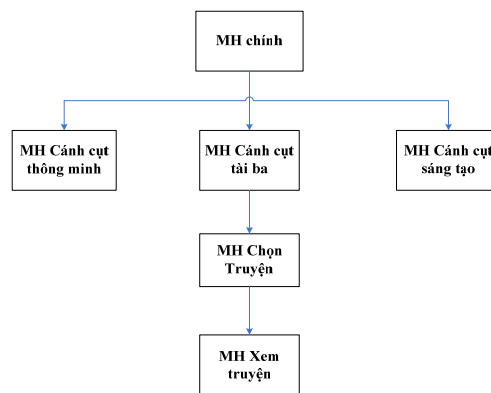 MH chính
MH Cánh cụt
thông minh
MH Cánh cụt
tài ba
MH Cánh cụt
sáng tạo
MH Chọn
Truyện
MH Xem
truyện